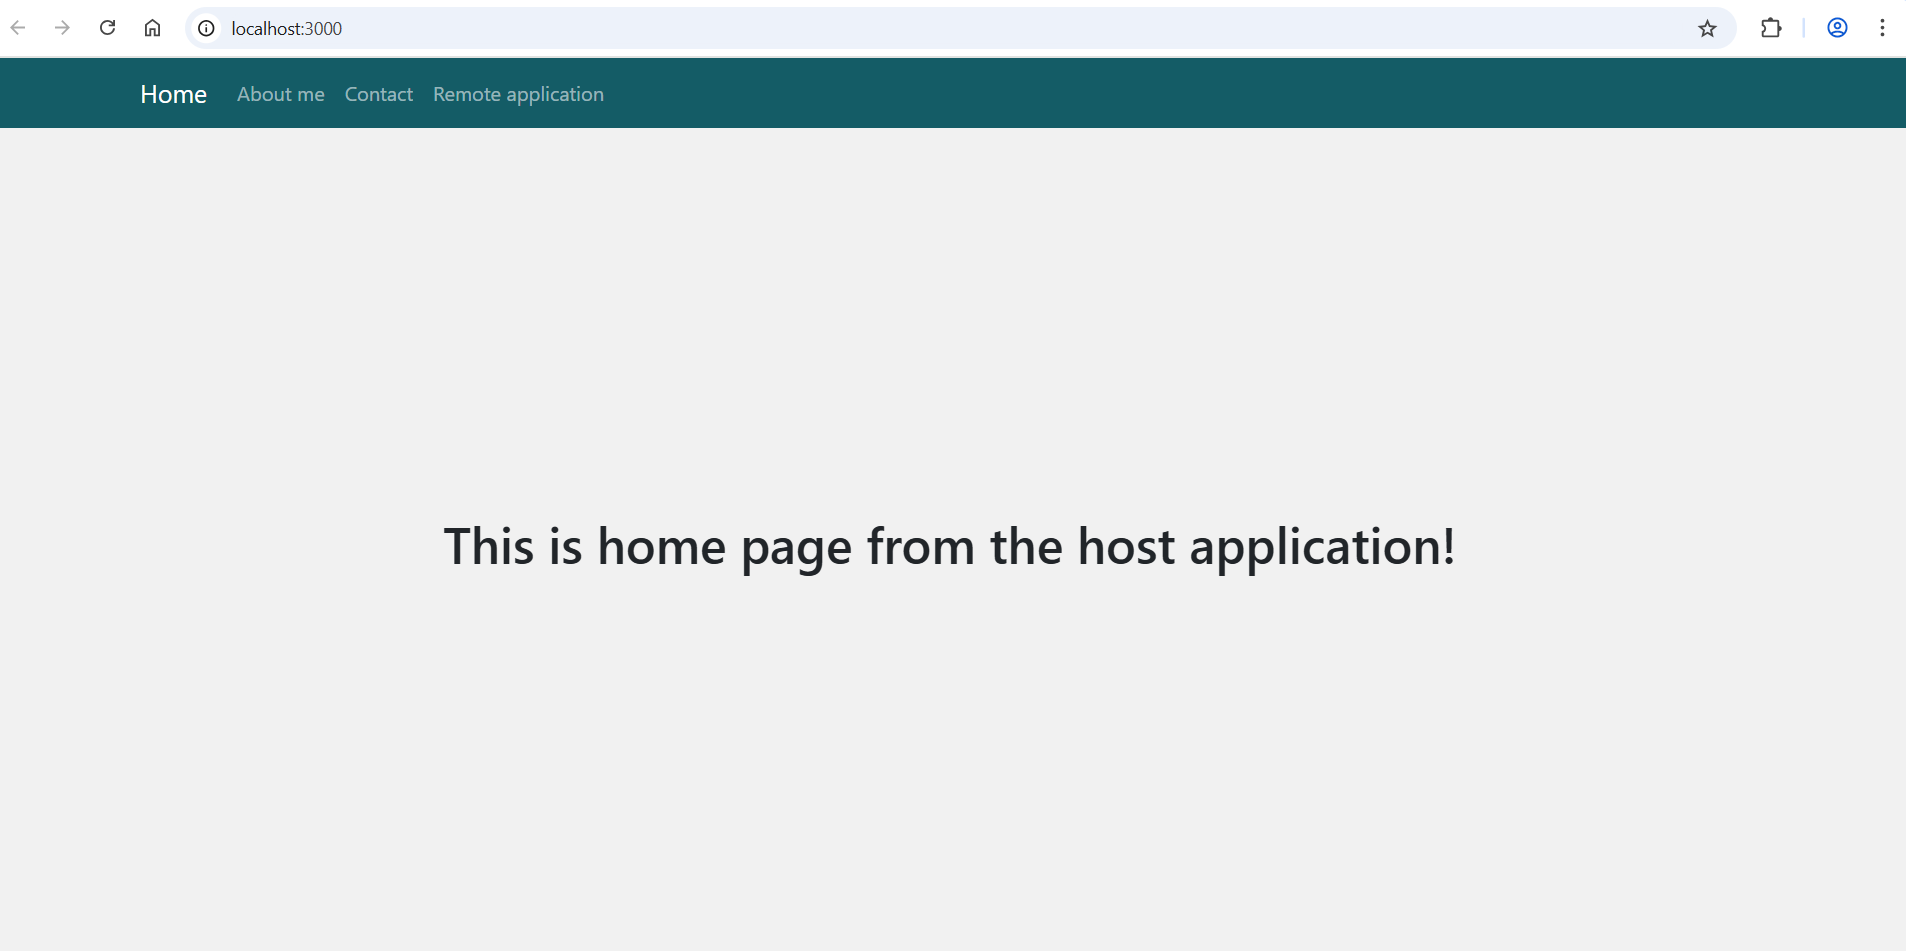 localhost:3000
Home About me Contact Remote application
This is home page from the host application!